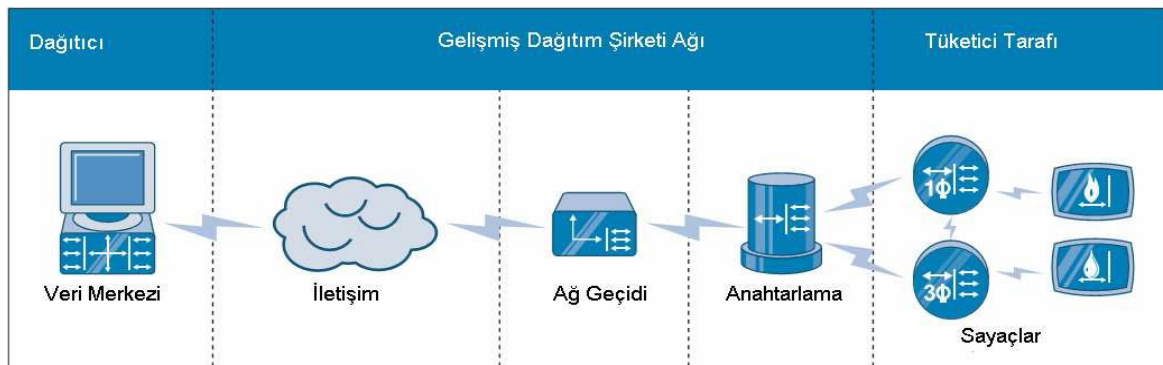 Dağıtıcı
Gelişmiş Dağıtım Şirketi Ağı
Tüketici Tarafı
1Φ
3Φ
Veri Merkezi
İletişim
Ağ Geçidi
Anahtarlama
Sayaçlar